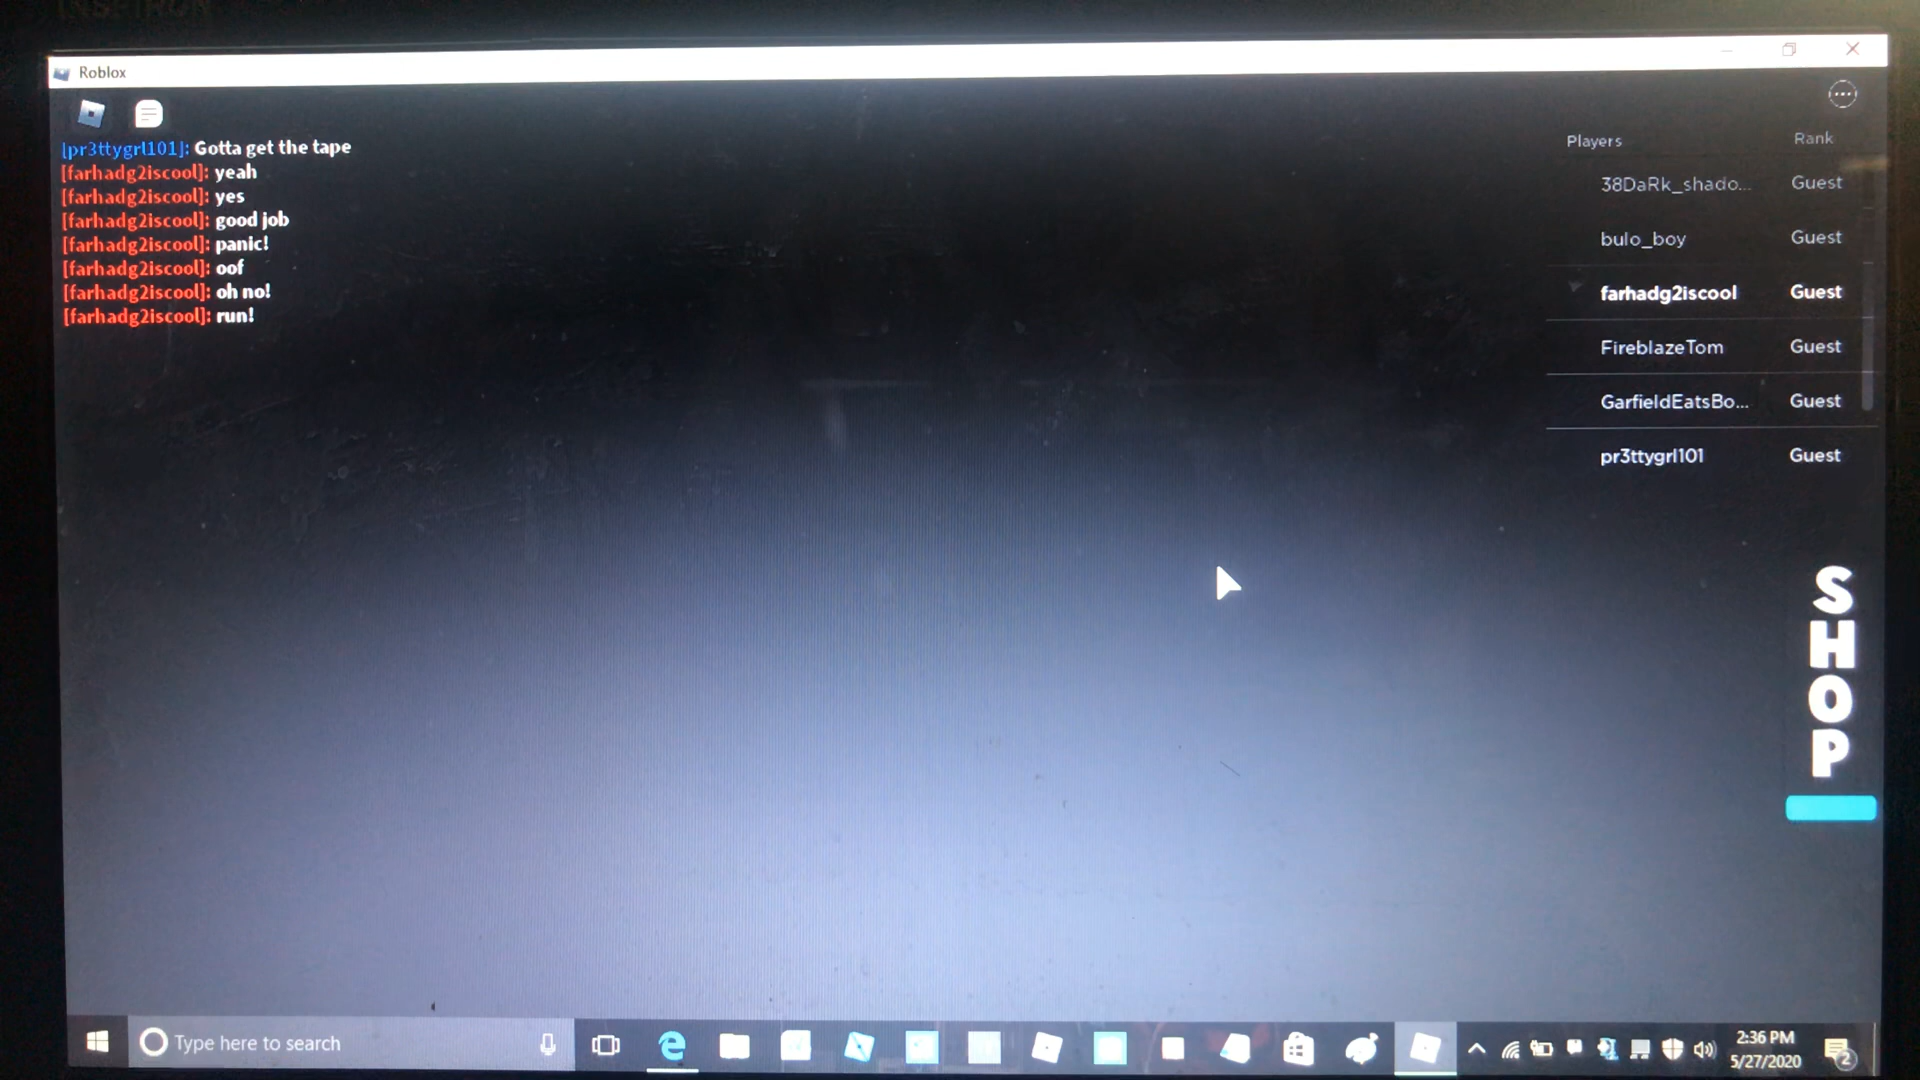 INSPIRON
Roblox
[pr3ttygrl101]: Gotta get the tape
[farhadg2iscool]: yeah
[farhadg2iscool]: yes
[farhadg2iscool]: good job
[farhadg2iscool]: panic!
[farhadg2iscool]: oof
[farhadg2iscool]: oh no!
[farhadg2iscool]: run!
Players Rank
38DaRk_shado... Guest
bulo_boy Guest
farhadg2iscool Guest
FireblazeTom Guest
GarfieldEatsBo... Guest
pr3ttygrl101 Guest
SHOP
Type here to search
2:36 PM
5/27/2020
2